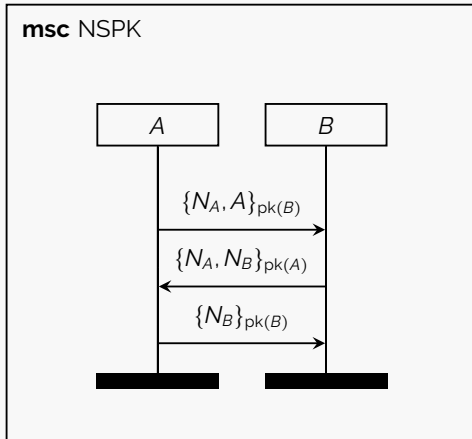 msc NSPK
A B
{N_A, A}_pk(B)
{N_A, N_B}_pk(A)
{N_B}_pk(B)